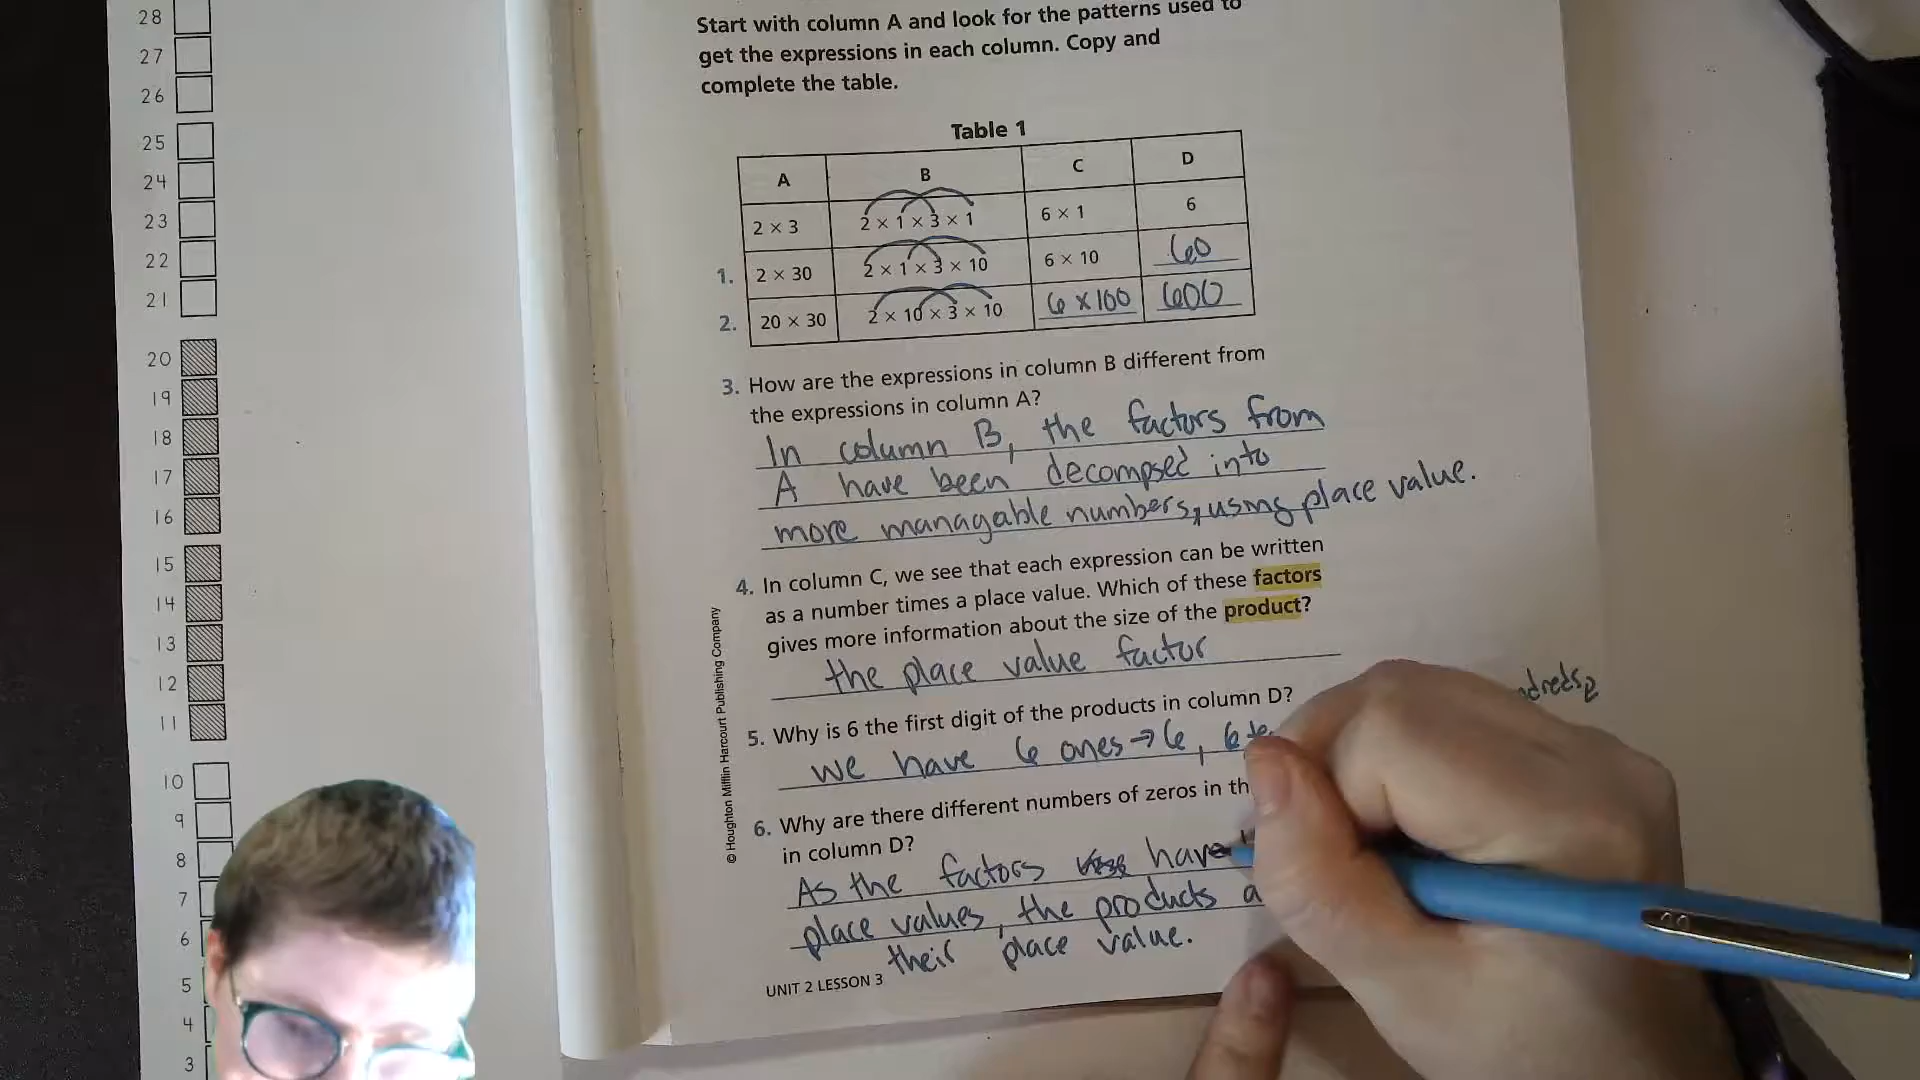 28
27
26
25
24
23
22
21
20
19
18
17
16
15
14
13
12
11
10
9
8
7
6
5
4
3
Start with column A and look for the patterns used to
get the expressions in each column. Copy and
complete the table.
Table 1
A B C D
2 × 3 2 × 1 × 3 × 1 6 × 1 6
1. 2 × 30 2 × 1 × 3 × 10 6 × 10 60
2. 20 × 30 2 × 10 × 3 × 10 6 × 100 600
3. How are the expressions in column B different from
the expressions in column A?
In column B, the factors from
A have been decompsed into
more managable numbers, using place value.
4. In column C, we see that each expression can be written
as a number times a place value. Which of these factors
gives more information about the size of the product?
the place value factor
5. Why is 6 the first digit of the products in column D?
we have 6 ones → 6, 6
6. Why are there different numbers of zeros in
in column D?
As the factors have
place values, the products
their place value.
UNIT 2 LESSON 3
© Houghton Mifflin Harcourt Publishing Company